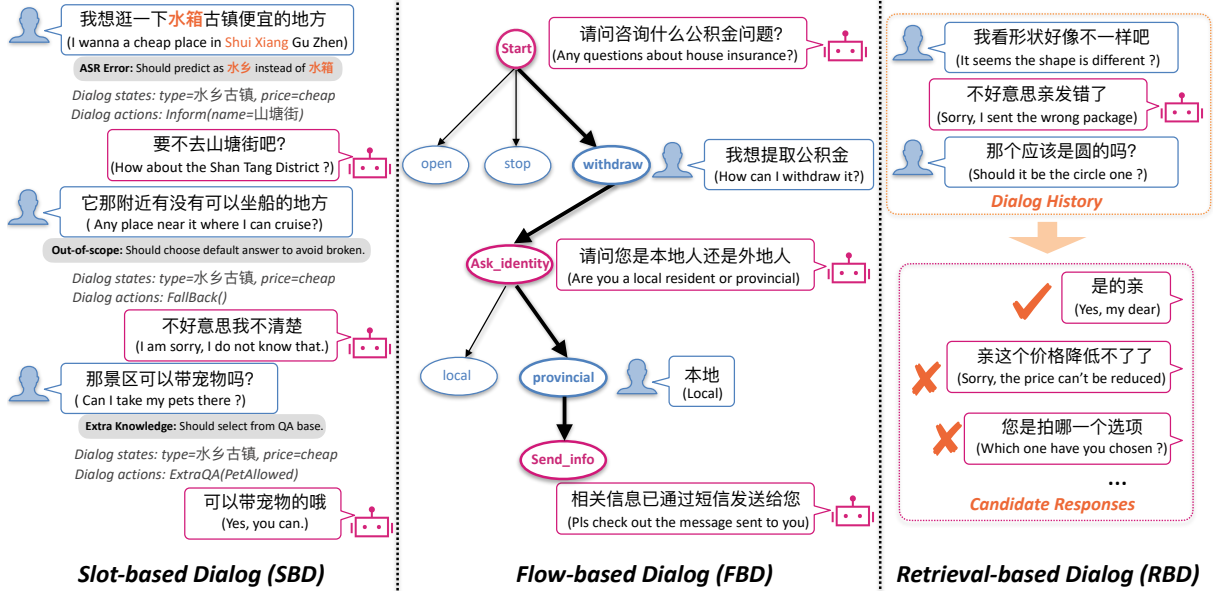 我想逛一下水箱古镇便宜的地方
(I wanna a cheap place in Shui Xiang Gu Zhen)
ASR Error: Should predict as 水乡 instead of 水箱
Dialog states: type=水乡古镇, price=cheap
Dialog actions: Inform(name=山塘街)
要不去山塘街吧?
(How about the Shan Tang District ?)
它那附近有没有可以坐船的地方
( Any place near it where I can cruise?)
Out-of-scope: Should choose default answer to avoid broken.
Dialog states: type=水乡古镇, price=cheap
Dialog actions: FallBack()
不好意思我不清楚
(I am sorry, I do not know that.)
那景区可以带宠物吗?
( Can I take my pets there ?)
Extra Knowledge: Should select from QA base.
Dialog states: type=水乡古镇, price=cheap
Dialog actions: ExtraQA(PetAllowed)
可以带宠物的哦
(Yes, you can.)
Slot-based Dialog (SBD)
Start
请问咨询什么公积金问题?
(Any questions about house insurance?)
open
stop
withdraw
我想提取公积金
(How can I withdraw it?)
Ask_identity
请问您是本地人还是外地人
(Are you a local resident or provincial)
local
provincial
本地
(Local)
Send_info
相关信息已通过短信发送给您
(Pls check out the message sent to you)
Flow-based Dialog (FBD)
我看形状好像不一样吧
(It seems the shape is different ?)
不好意思亲发错了
(Sorry, I sent the wrong package)
那个应该是圆的吗?
(Should it be the circle one ?)
Dialog History
是的亲
(Yes, my dear)
亲这个价格降低不了了
(Sorry, the price can't be reduced)
您是拍哪一个选项
(Which one have you chosen ?)
...
Candidate Responses
Retrieval-based Dialog (RBD)